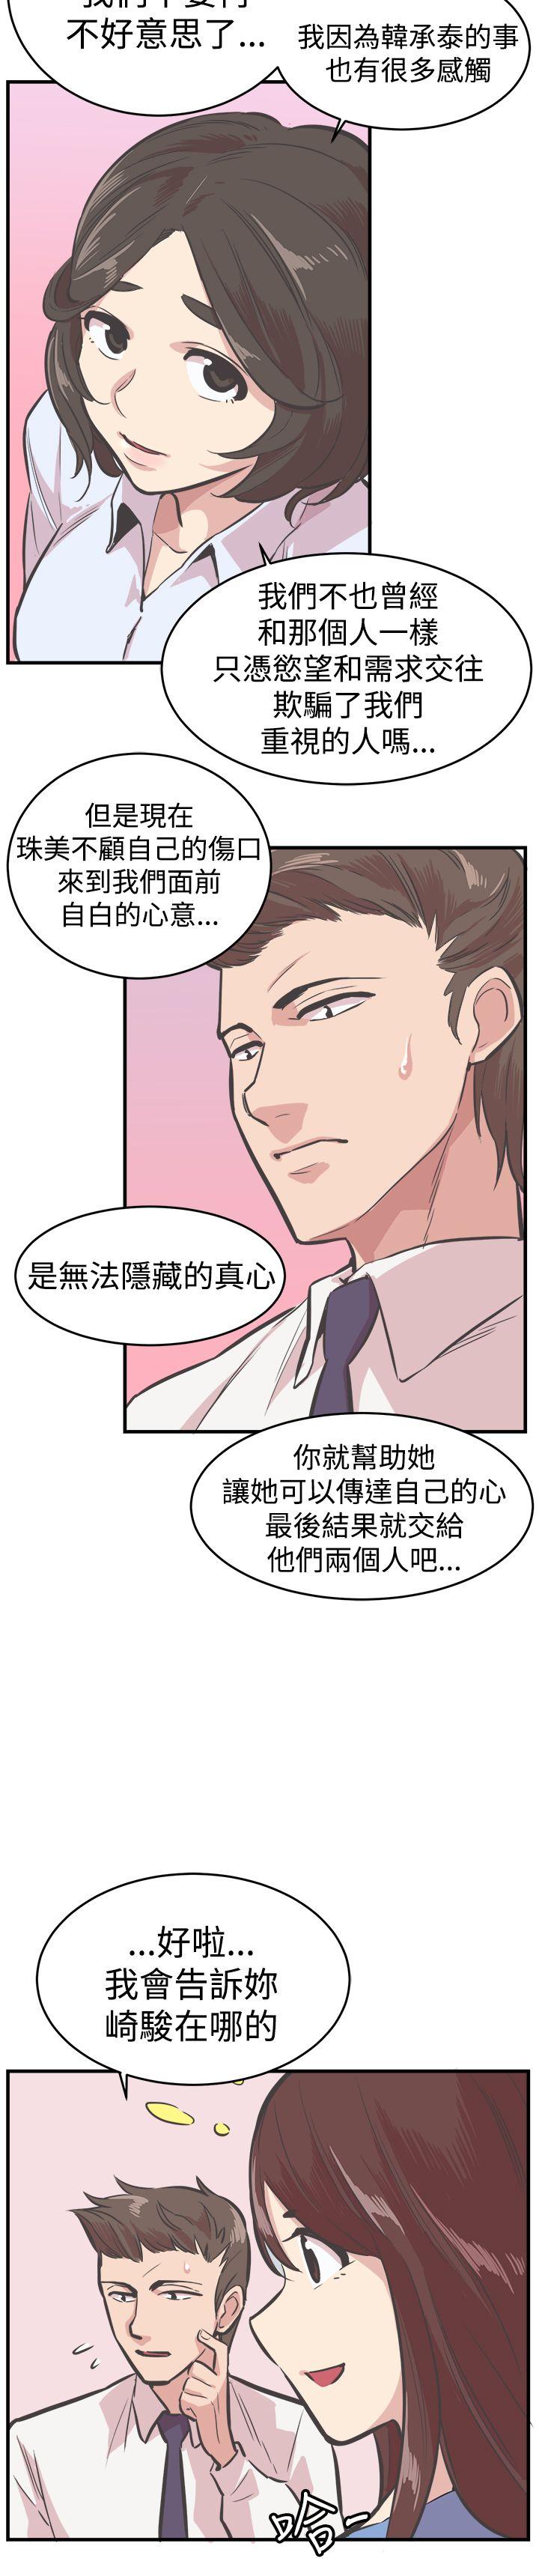 不好意思了...
我因為韓承泰的事
也有很多感觸
我們不也曾經
和那個人一樣
只憑慾望和需求交往
欺騙了我們
重視的人嗎...
但是現在
珠美不顧自己的傷口
來到我們面前
自白的心意...
是無法隱藏的真心
你就幫助她
讓她可以傳達自己的心
最後結果就交給
他們兩個人吧...
...好啦...
我會告訴妳
崎駿在哪的
哈-